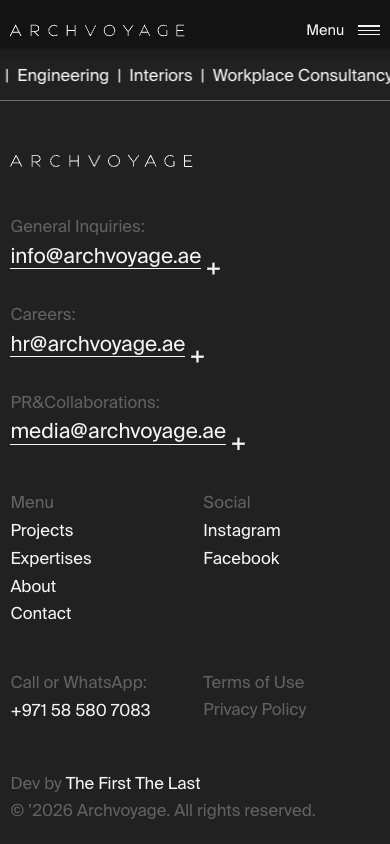 ARCHVOYAGE
Menu
| Engineering | Interiors | Workplace Consultancy
ARCHVOYAGE
General Inquiries:
info@archvoyage.ae +
Careers:
hr@archvoyage.ae +
PR&Collaborations:
media@archvoyage.ae +
Menu
Projects
Expertises
About
Contact
Social
Instagram
Facebook
Call or WhatsApp:
+971 58 580 7083
Terms of Use
Privacy Policy
Dev by The First The Last
© '2026 Archvoyage. All rights reserved.